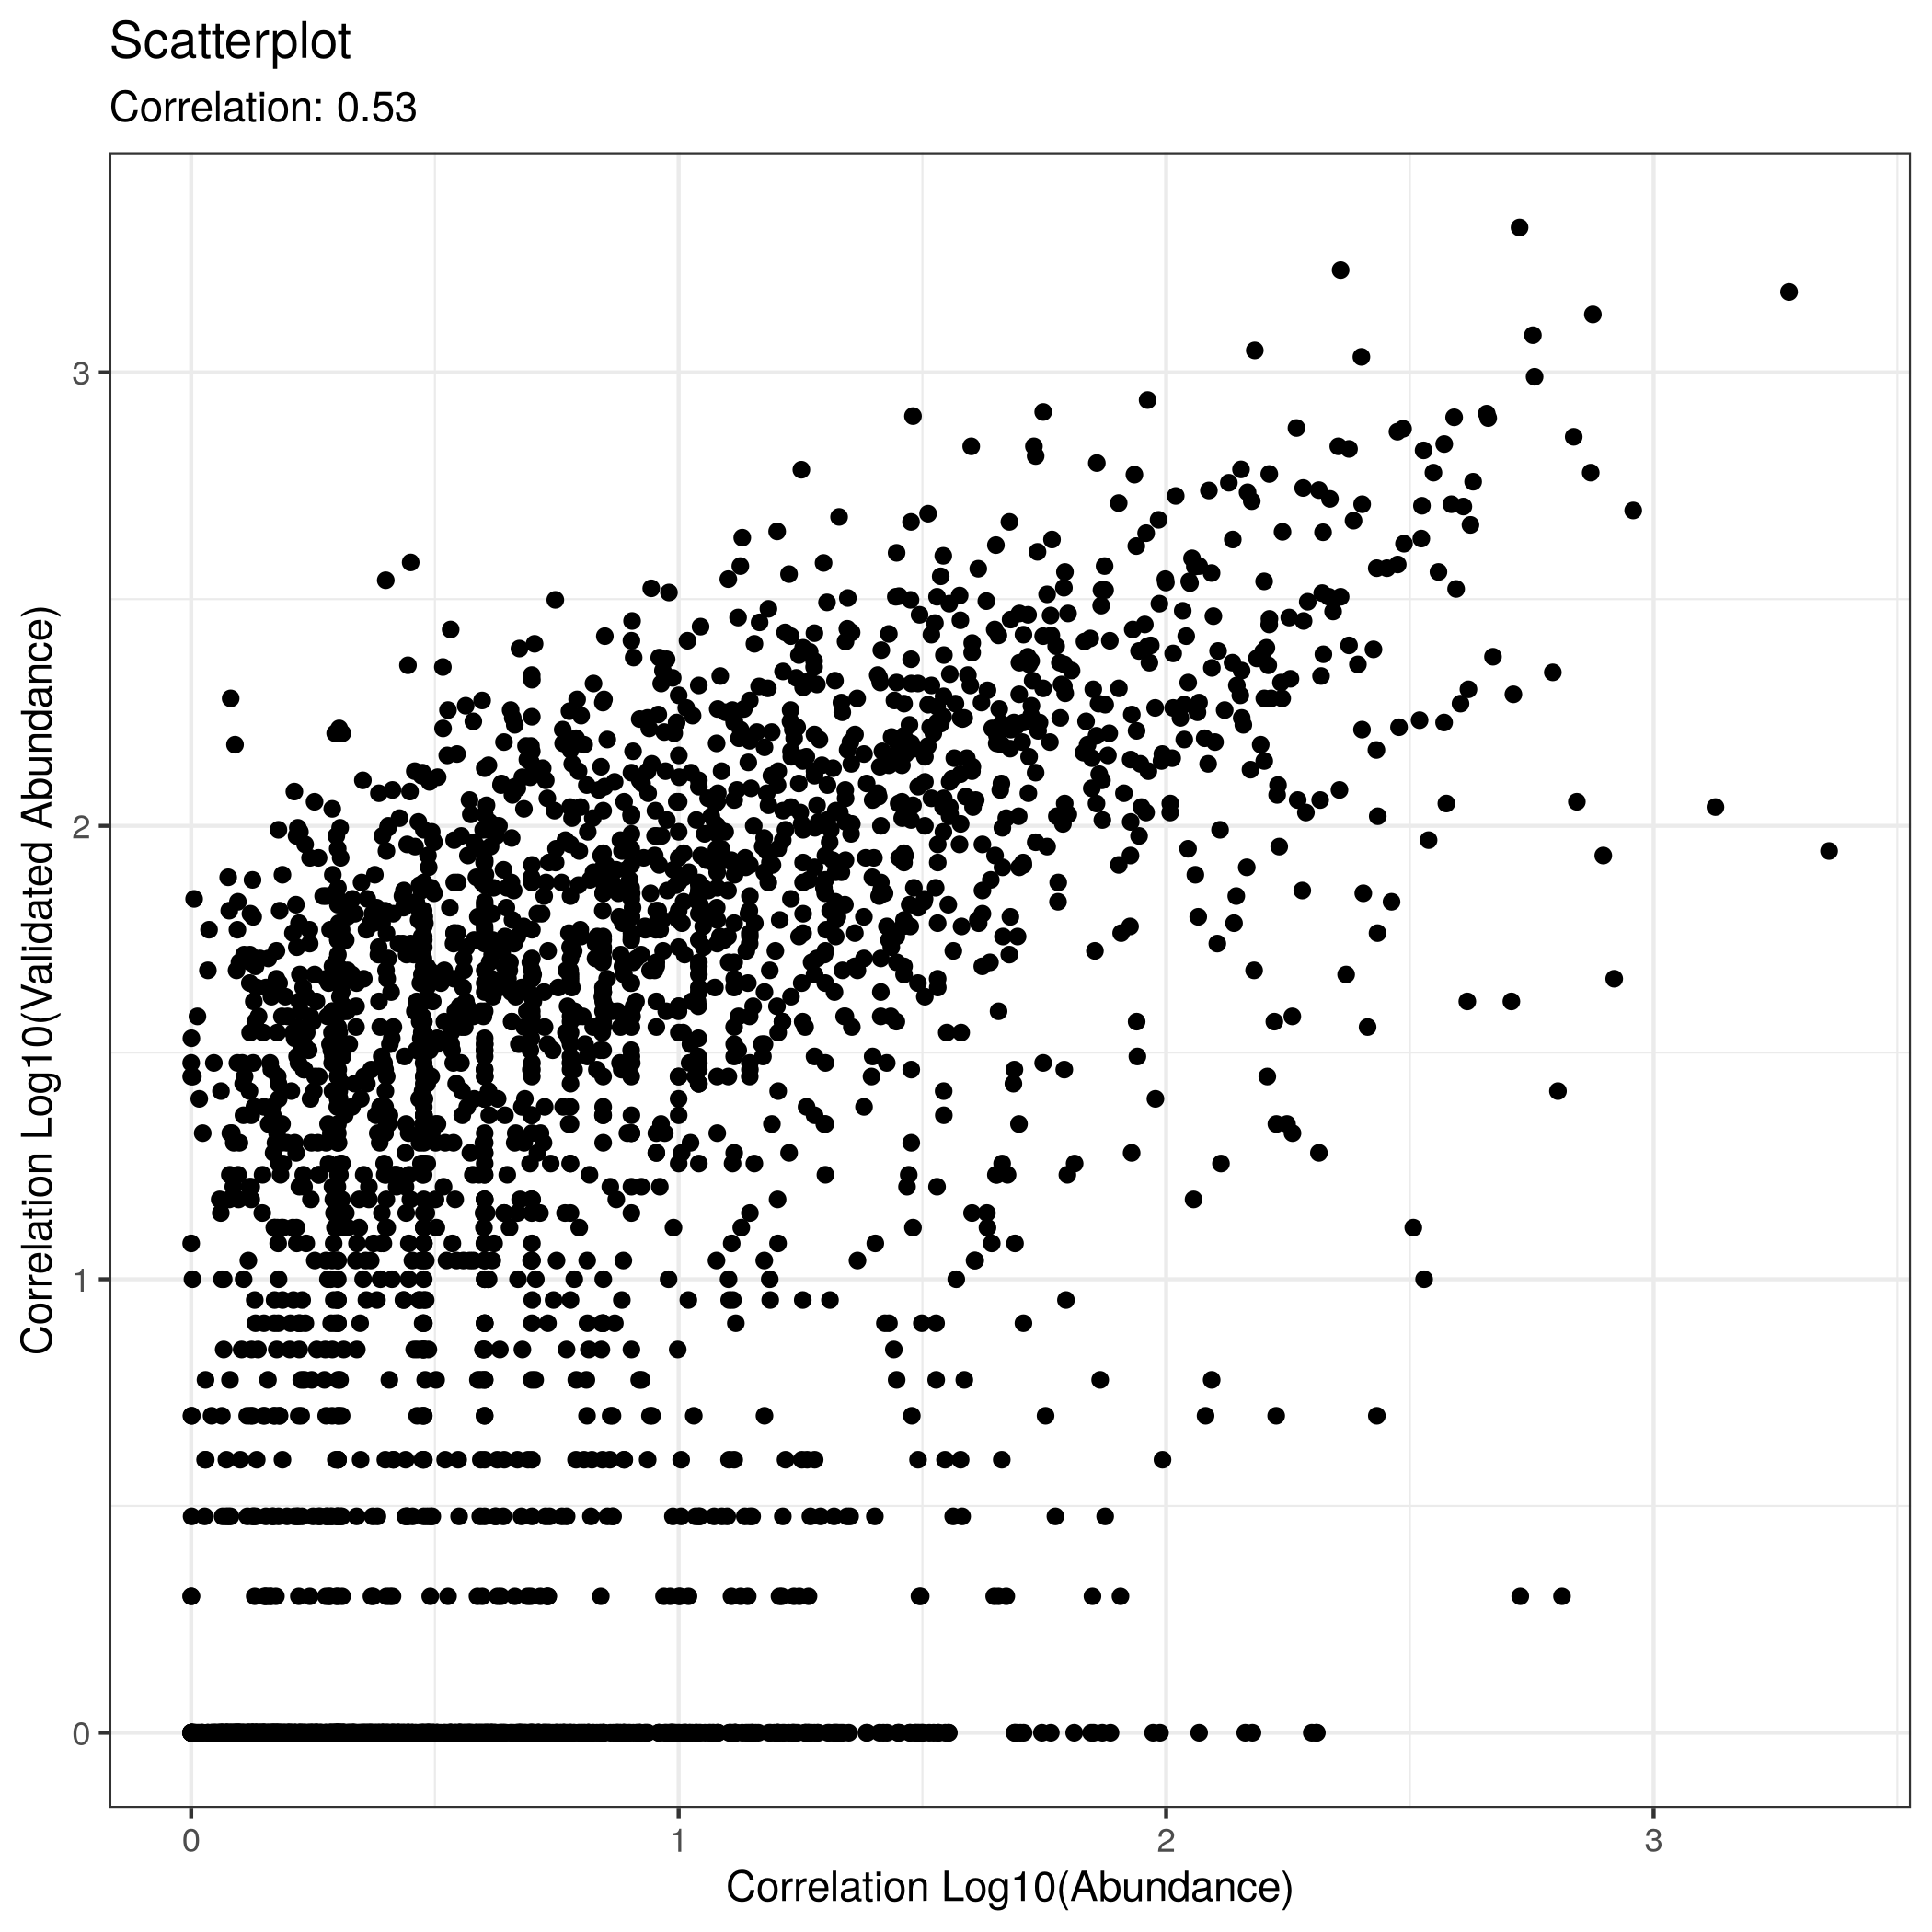 Scatterplot
Correlation: 0.53
Correlation Log10(Validated Abundance)
3
2
1
0
0 1 2 3
Correlation Log10(Abundance)